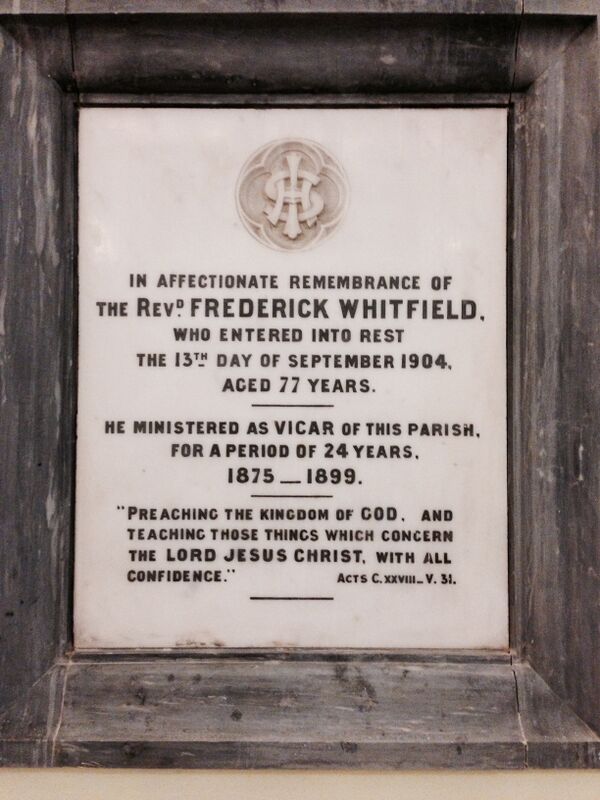 IHS
IN AFFECTIONATE REMEMBRANCE OF
THE REVD. FREDERICK WHITFIELD,
WHO ENTERED INTO REST
THE 13TH DAY OF SEPTEMBER 1904,
AGED 77 YEARS.
HE MINISTERED AS VICAR OF THIS PARISH,
FOR A PERIOD OF 24 YEARS,
1875 — 1899.
"PREACHING THE KINGDOM OF GOD, AND
TEACHING THOSE THINGS WHICH CONCERN
THE LORD JESUS CHRIST, WITH ALL
CONFIDENCE." ACTS C. XXVIII — V. 31.